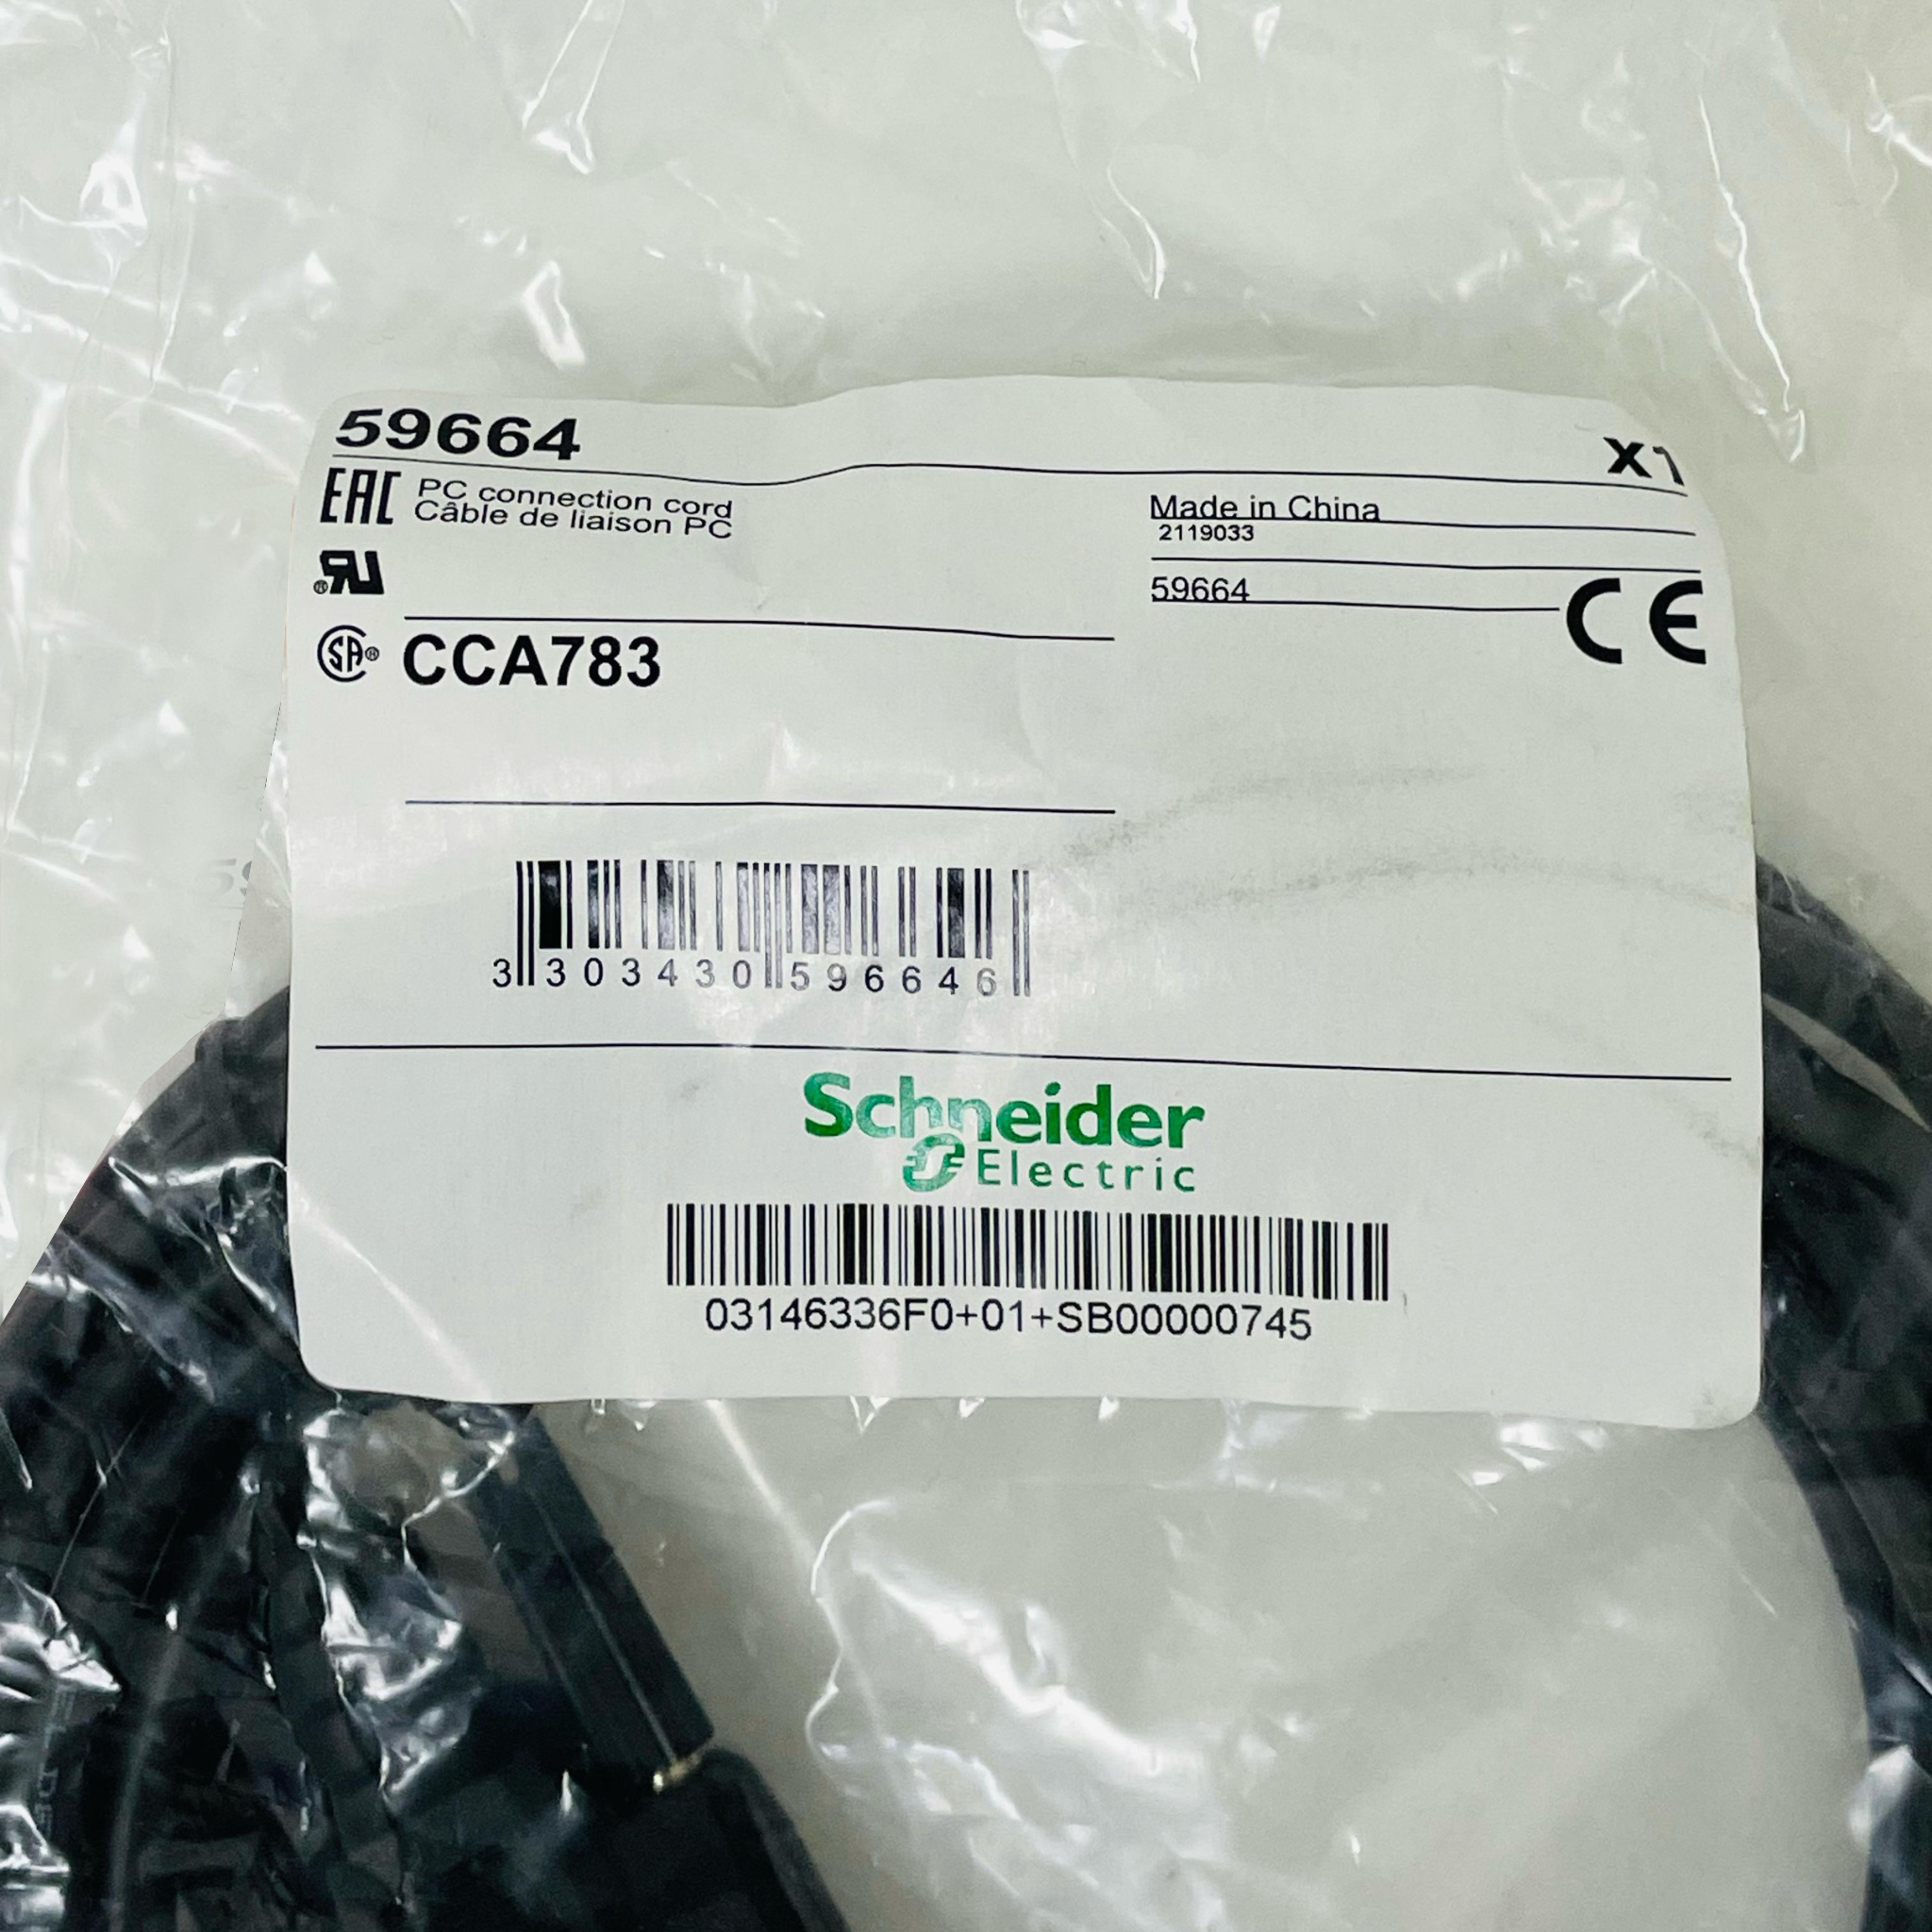 59664
X1
EAC
PC connection cord
Câble de liaison PC
Made in China
2119033
59664
CE
CCA783
3 303430 596646
Schneider
Electric
03146336F0+01+SB00000745